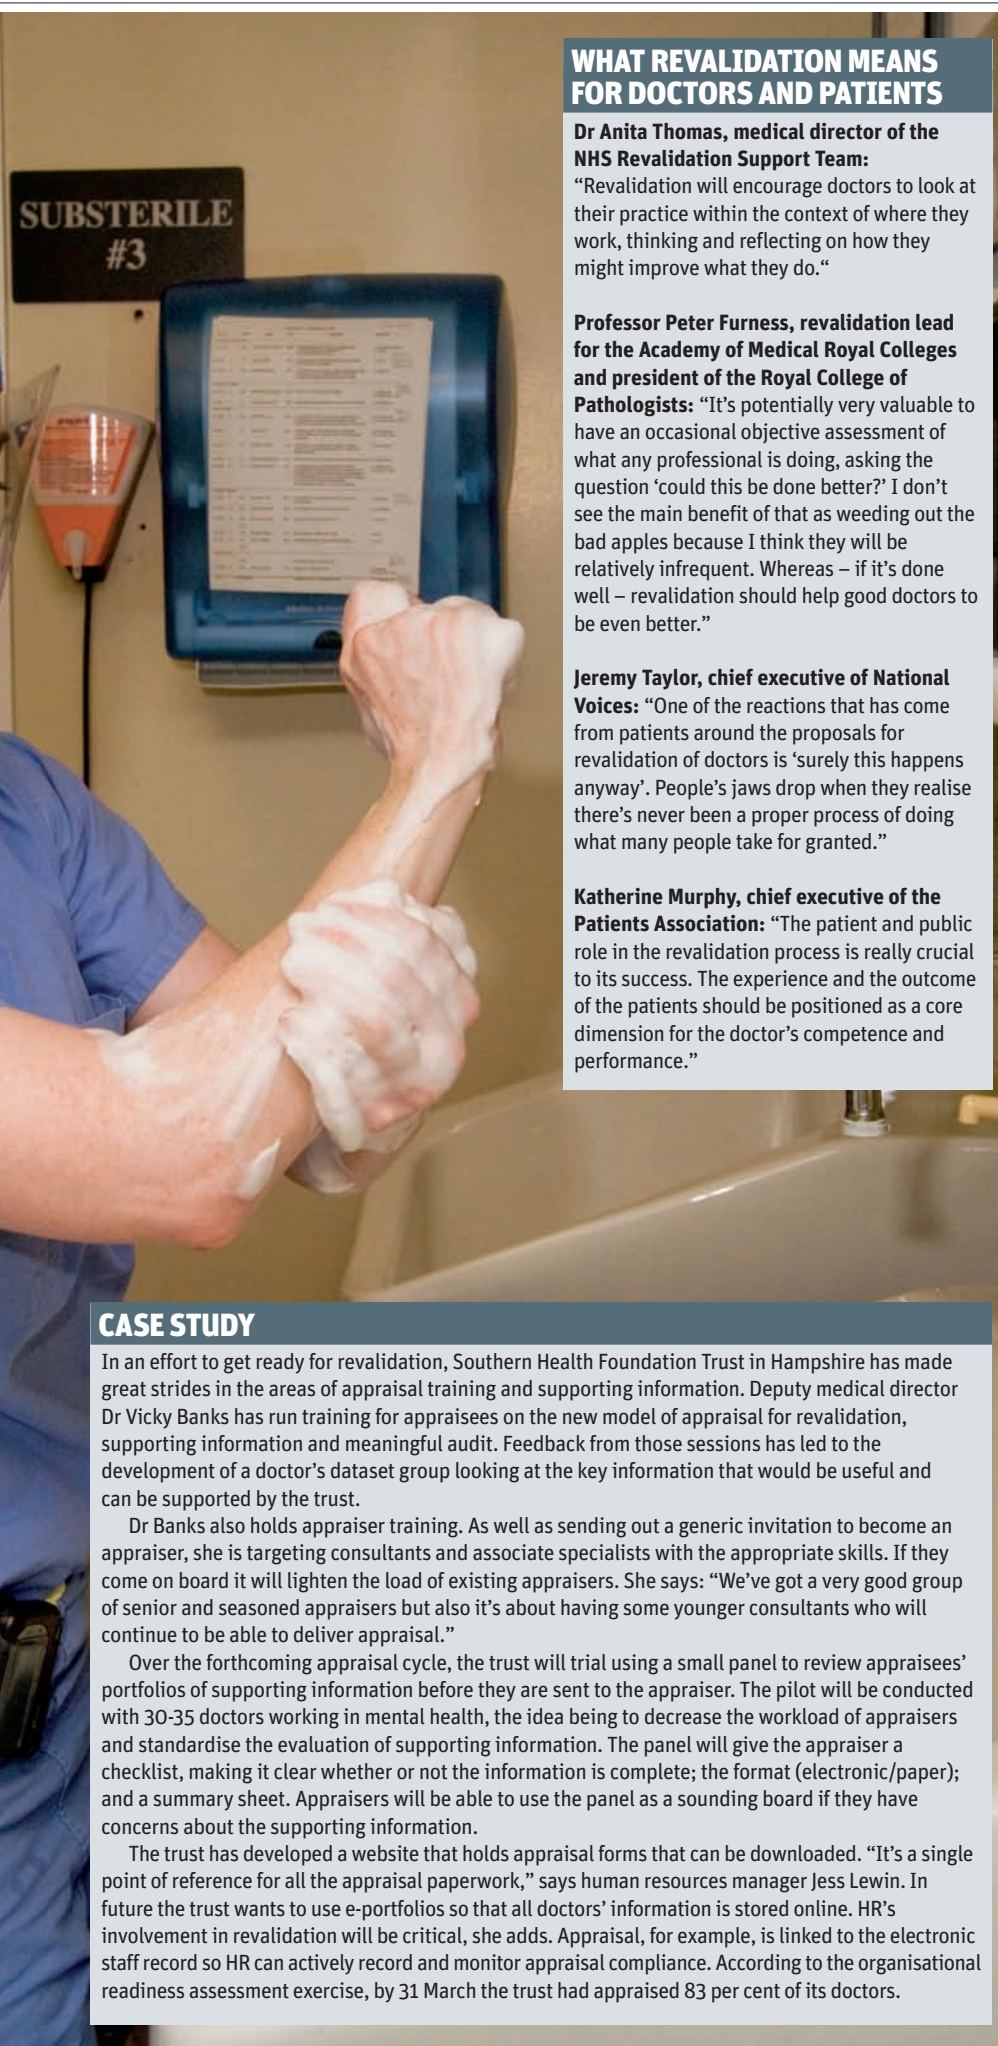 WHAT REVALIDATION MEANS
FOR DOCTORS AND PATIENTS
Dr Anita Thomas, medical director of the
NHS Revalidation Support Team:
“Revalidation will encourage doctors to look at
their practice within the context of where they
work, thinking and reflecting on how they
might improve what they do.“
Professor Peter Furness, revalidation lead
for the Academy of Medical Royal Colleges
and president of the Royal College of
Pathologists: “It’s potentially very valuable to
have an occasional objective assessment of
what any professional is doing, asking the
question ‘could this be done better?’ I don’t
see the main benefit of that as weeding out the
bad apples because I think they will be
relatively infrequent. Whereas – if it’s done
well – revalidation should help good doctors to
be even better.”
Jeremy Taylor, chief executive of National
Voices: “One of the reactions that has come
from patients around the proposals for
revalidation of doctors is ‘surely this happens
anyway’. People’s jaws drop when they realise
there’s never been a proper process of doing
what many people take for granted.”
Katherine Murphy, chief executive of the
Patients Association: “The patient and public
role in the revalidation process is really crucial
to its success. The experience and the outcome
of the patients should be positioned as a core
dimension for the doctor’s competence and
performance.”
SUBSTERILE
#3
CASE STUDY
In an effort to get ready for revalidation, Southern Health Foundation Trust in Hampshire has made
great strides in the areas of appraisal training and supporting information. Deputy medical director
Dr Vicky Banks has run training for appraisees on the new model of appraisal for revalidation,
supporting information and meaningful audit. Feedback from those sessions has led to the
development of a doctor’s dataset group looking at the key information that would be useful and
can be supported by the trust.
Dr Banks also holds appraiser training. As well as sending out a generic invitation to become an
appraiser, she is targeting consultants and associate specialists with the appropriate skills. If they
come on board it will lighten the load of existing appraisers. She says: “We’ve got a very good group
of senior and seasoned appraisers but also it’s about having some younger consultants who will
continue to be able to deliver appraisal.”
Over the forthcoming appraisal cycle, the trust will trial using a small panel to review appraisees’
portfolios of supporting information before they are sent to the appraiser. The pilot will be conducted
with 30-35 doctors working in mental health, the idea being to decrease the workload of appraisers
and standardise the evaluation of supporting information. The panel will give the appraiser a
checklist, making it clear whether or not the information is complete; the format (electronic/paper);
and a summary sheet. Appraisers will be able to use the panel as a sounding board if they have
concerns about the supporting information.
The trust has developed a website that holds appraisal forms that can be downloaded. “It’s a single
point of reference for all the appraisal paperwork,” says human resources manager Jess Lewin. In
future the trust wants to use e-portfolios so that all doctors’ information is stored online. HR’s
involvement in revalidation will be critical, she adds. Appraisal, for example, is linked to the electronic
staff record so HR can actively record and monitor appraisal compliance. According to the organisational
readiness assessment exercise, by 31 March the trust had appraised 83 per cent of its doctors.